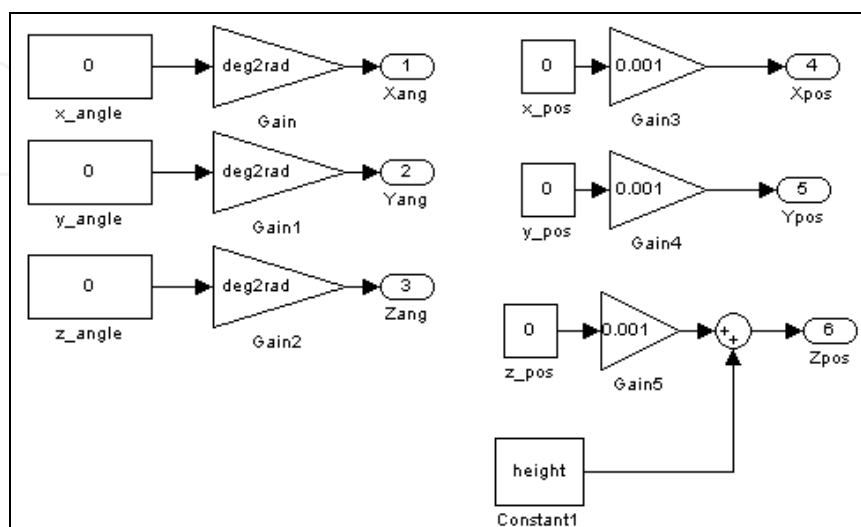 0
x_angle
deg2rad
Gain
1
Xang
0
y_angle
deg2rad
Gain1
2
Yang
0
z_angle
deg2rad
Gain2
3
Zang
0
x_pos
0.001
Gain3
4
Xpos
0
y_pos
0.001
Gain4
5
Ypos
0
z_pos
0.001
Gain5
+
+
6
Zpos
height
Constant1